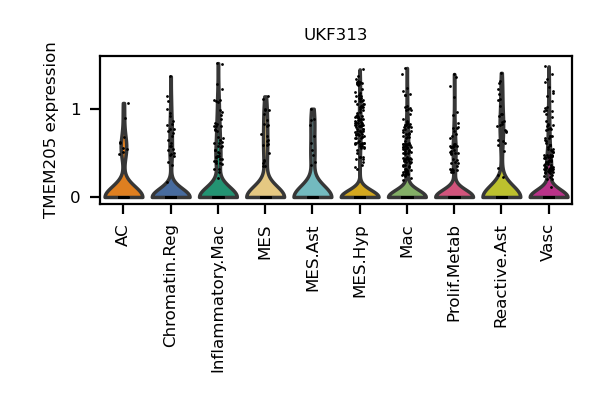 UKF313
TMEM205 expression
1
0
AC
Chromatin.Reg
Inflammatory.Mac
MES
MES.Ast
MES.Hyp
Mac
Prolif.Metab
Reactive.Ast
Vasc